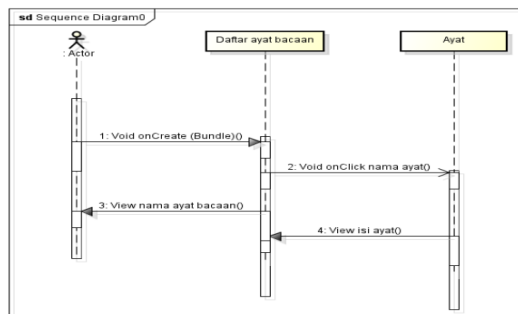 sd Sequence Diagram0
: Actor
Daftar ayat bacaan
Ayat
1: Void onCreate (Bundle)()
2: Void onClick nama ayat()
3: View nama ayat bacaan()
4: View isi ayat()